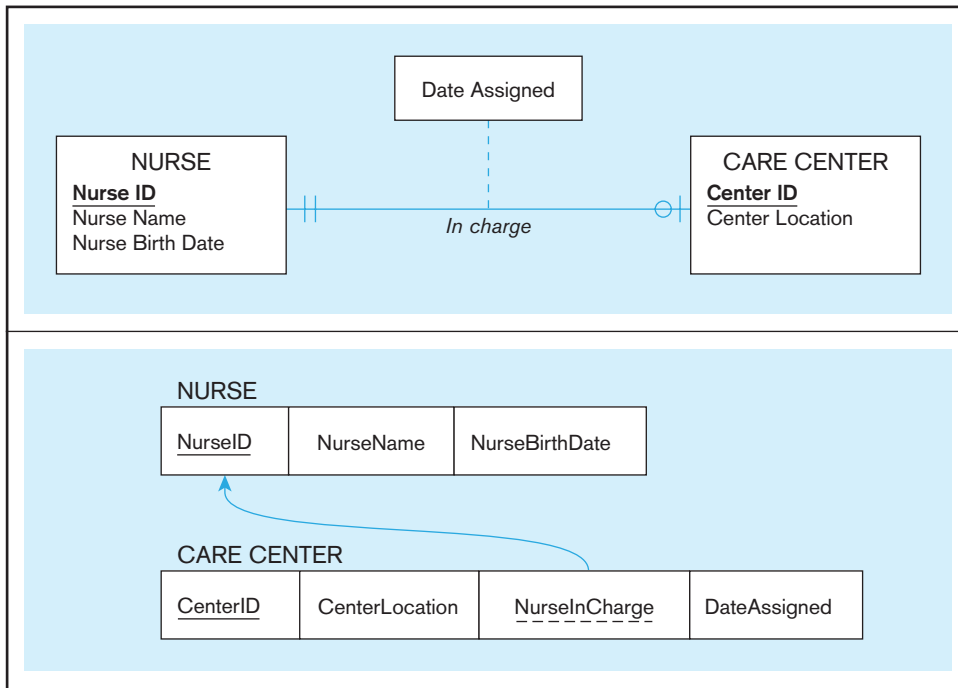 Date Assigned
NURSE
Nurse ID
Nurse Name
Nurse Birth Date
In charge
CARE CENTER
Center ID
Center Location
NURSE
NurseID NurseName NurseBirthDate
CARE CENTER
CenterID CenterLocation NurseInCharge DateAssigned